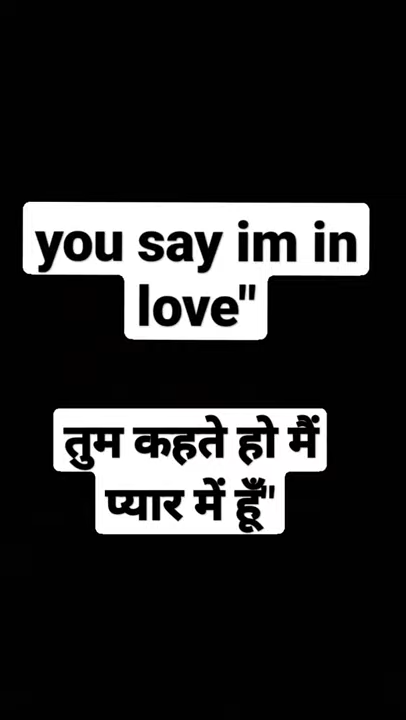 you say im in
love"
तुम कहते हो मैं
प्यार में हूँ"